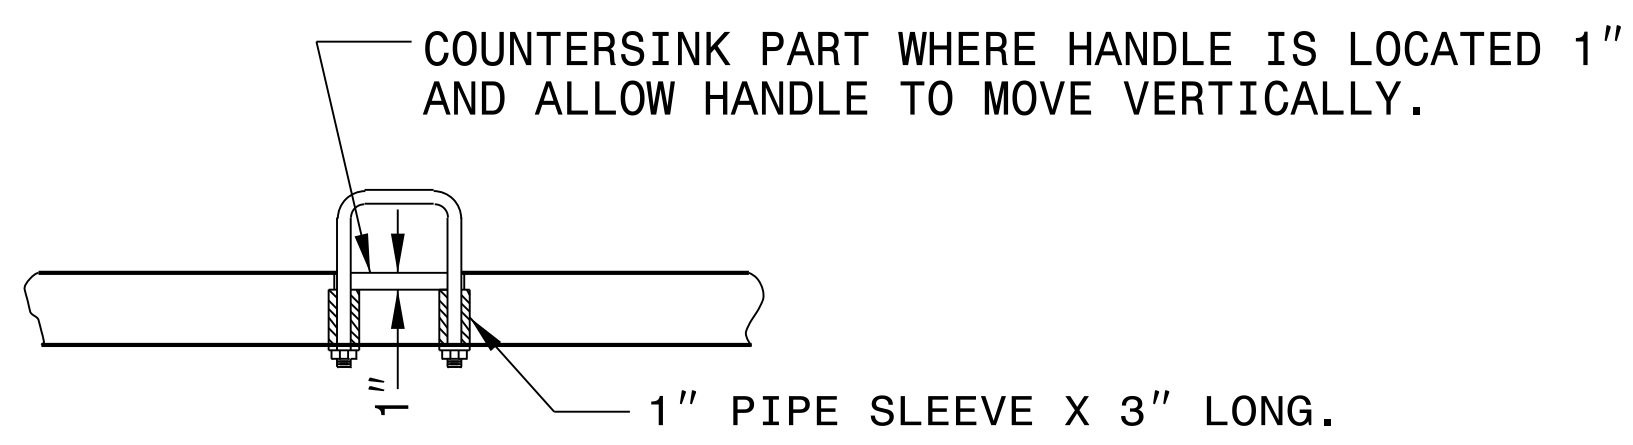 COUNTERSINK PART WHERE HANDLE IS LOCATED 1"
AND ALLOW HANDLE TO MOVE VERTICALLY.
1"
1" PIPE SLEEVE X 3" LONG.